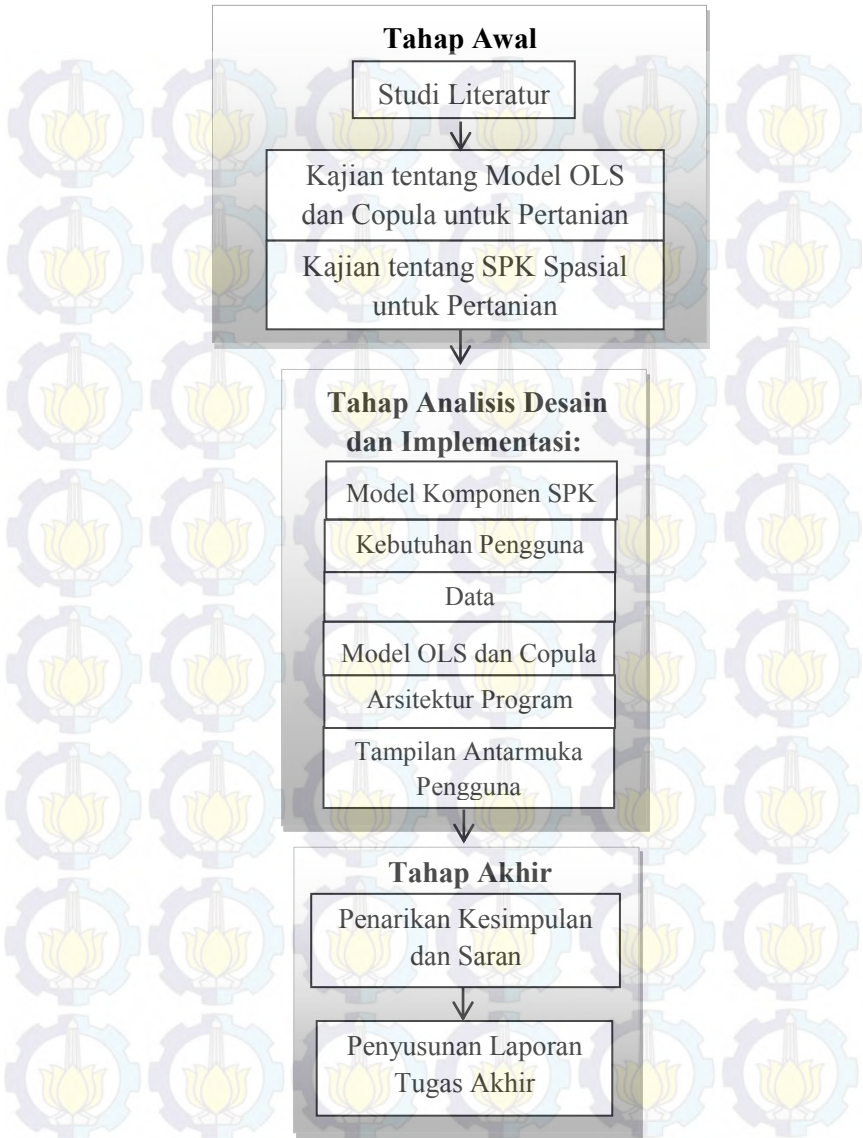 Tahap Awal
Studi Literatur
Kajian tentang Model OLS
dan Copula untuk Pertanian
Kajian tentang SPK Spasial
untuk Pertanian
Tahap Analisis Desain
dan Implementasi:
Model Komponen SPK
Kebutuhan Pengguna
Data
Model OLS dan Copula
Arsitektur Program
Tampilan Antarmuka
Pengguna
Tahap Akhir
Penarikan Kesimpulan
dan Saran
Penyusunan Laporan
Tugas Akhir